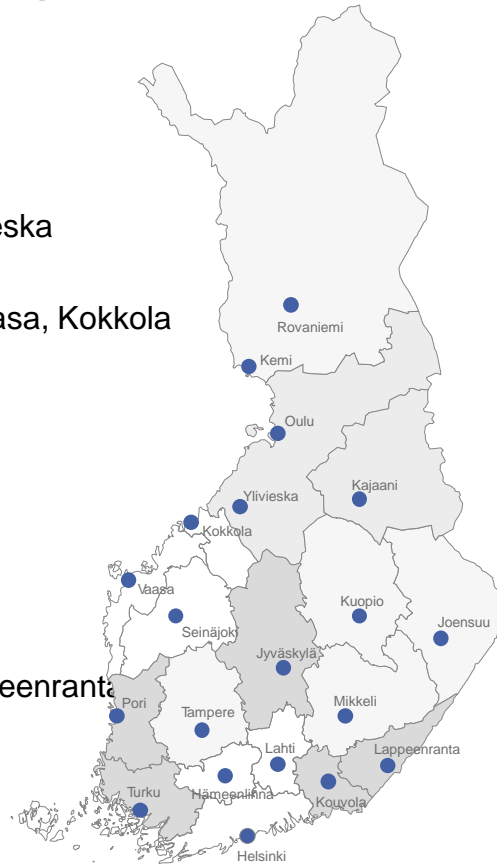 eska
asa, Kokkola
Rovaniemi
Kemi
Oulu
Kajaani
Ylivieska
Kokkola
Vaasa
Kuopio
Seinäjoki
Joensuu
Jyväskylä
eenranta
Pori
Mikkeli
Tampere
Lahti
Lappeenranta
Turku
Hämeenlinna
Kouvola
Helsinki